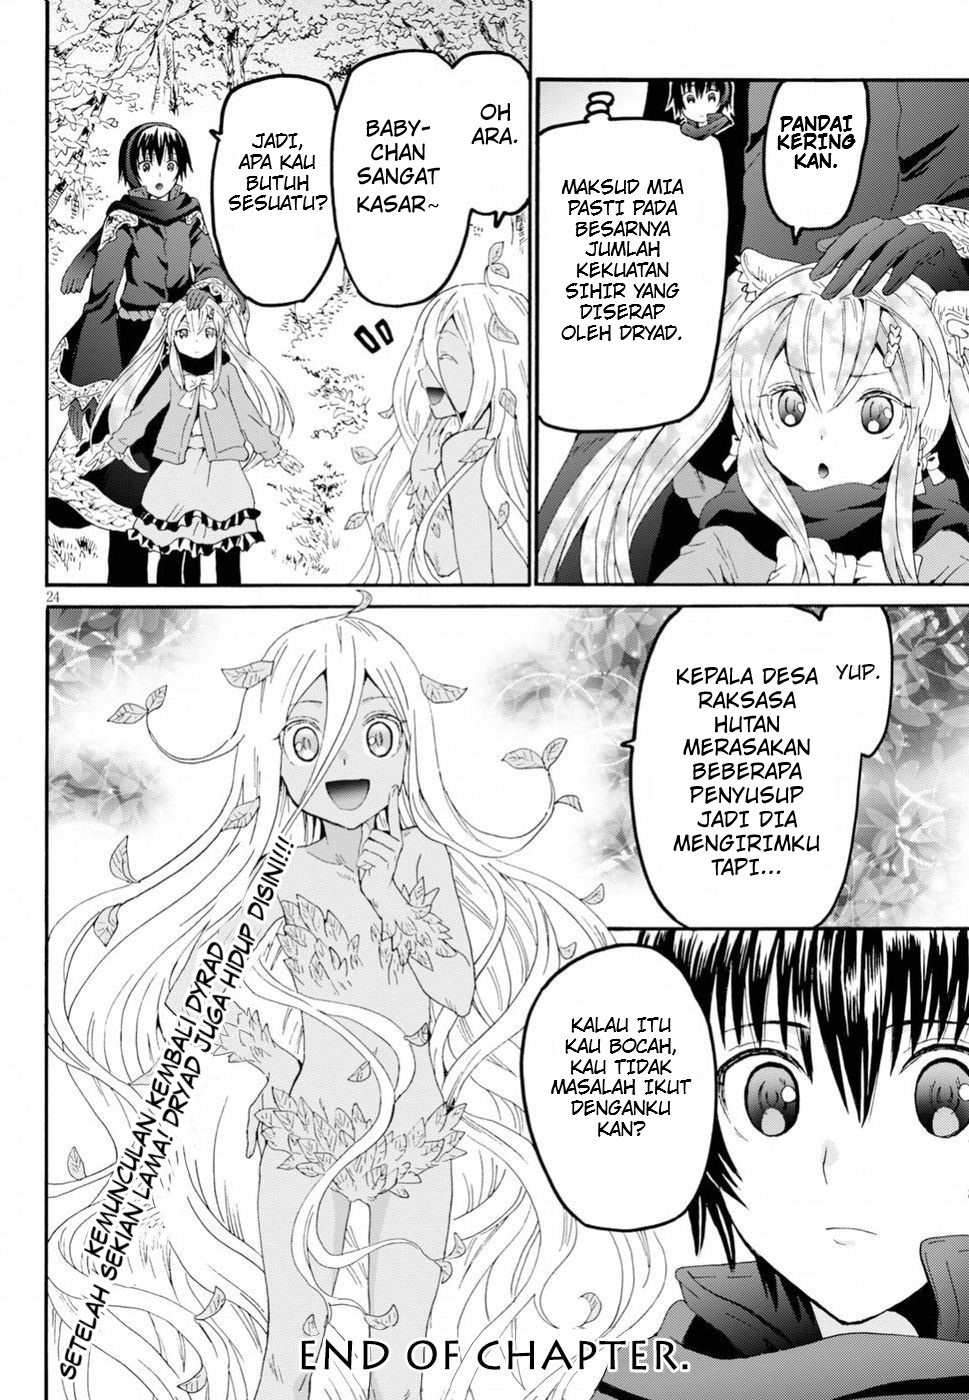 PANDAI
KERING
KAN.
MAKSUD MIA
PASTI PADA
BESARNYA
JUMLAH
KEKUATAN
SIHIR YANG
DISERAP
OLEH DRYAD.
OH
ARA.
BABY-
CHAN
SANGAT
KASAR~
JADI,
APA KAU
BUTUH
SESUATU?
24
YUP.
KEPALA DESA
RAKSASA
HUTAN
MERASAKAN
BEBERAPA
PENYUSUP
JADI DIA
MENGIRIMKU
TAPI...
KALAU ITU
KAU BOCAH,
KAU TIDAK
MASALAH IKUT
DENGANKU
KAN?
KEMUNCULAN KEMBALI DYRAD
SETELAH SEKIAN LAMA! DRYAD JUGA HIDUP DISINI!!!
END OF CHAPTER.